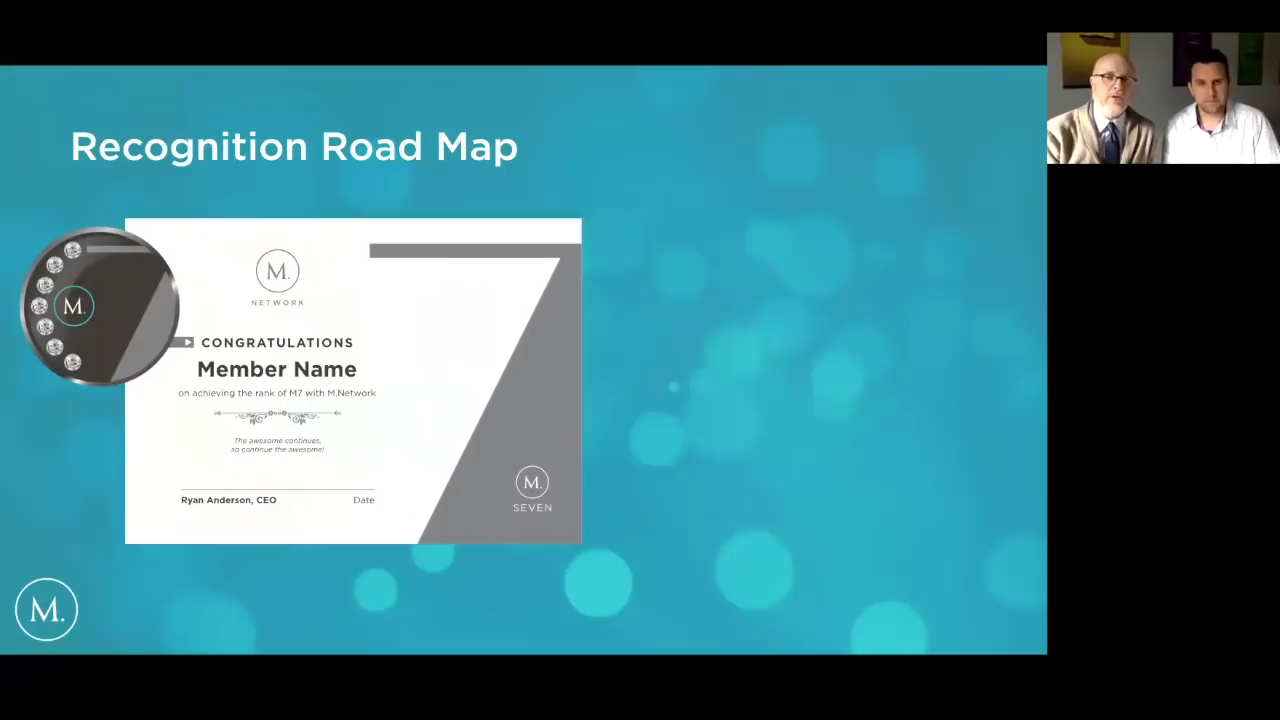 Recognition Road Map
M.
M.
NETWORK
CONGRATULATIONS
Member Name
on achieving the rank of M7 with M.Network
The awesome continues,
so continue the awesome!
Ryan Anderson, CEO
Date
M.
SEVEN
M.